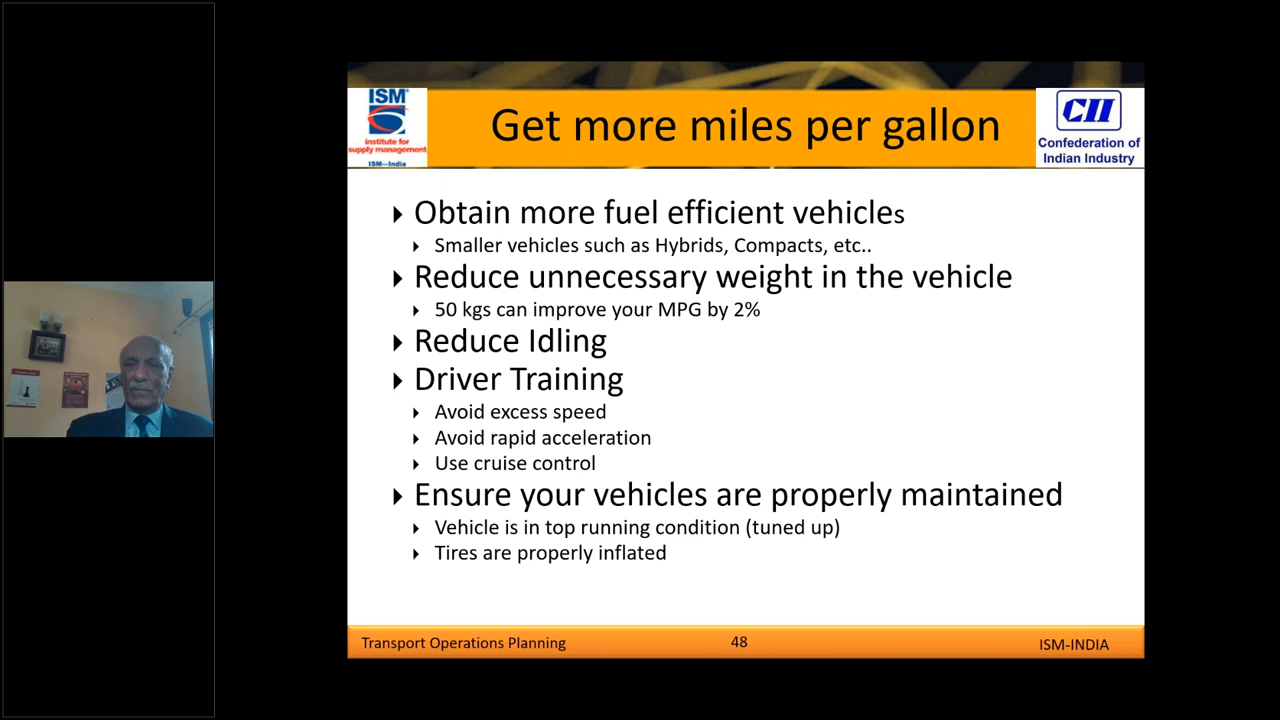 ISM
institute for
supply management
ISM—India
Get more miles per gallon
CII
Confederation of
Indian Industry
Obtain more fuel efficient vehicles
Smaller vehicles such as Hybrids, Compacts, etc..
Reduce unnecessary weight in the vehicle
50 kgs can improve your MPG by 2%
Reduce Idling
Driver Training
Avoid excess speed
Avoid rapid acceleration
Use cruise control
Ensure your vehicles are properly maintained
Vehicle is in top running condition (tuned up)
Tires are properly inflated
Transport Operations Planning
48
ISM-INDIA